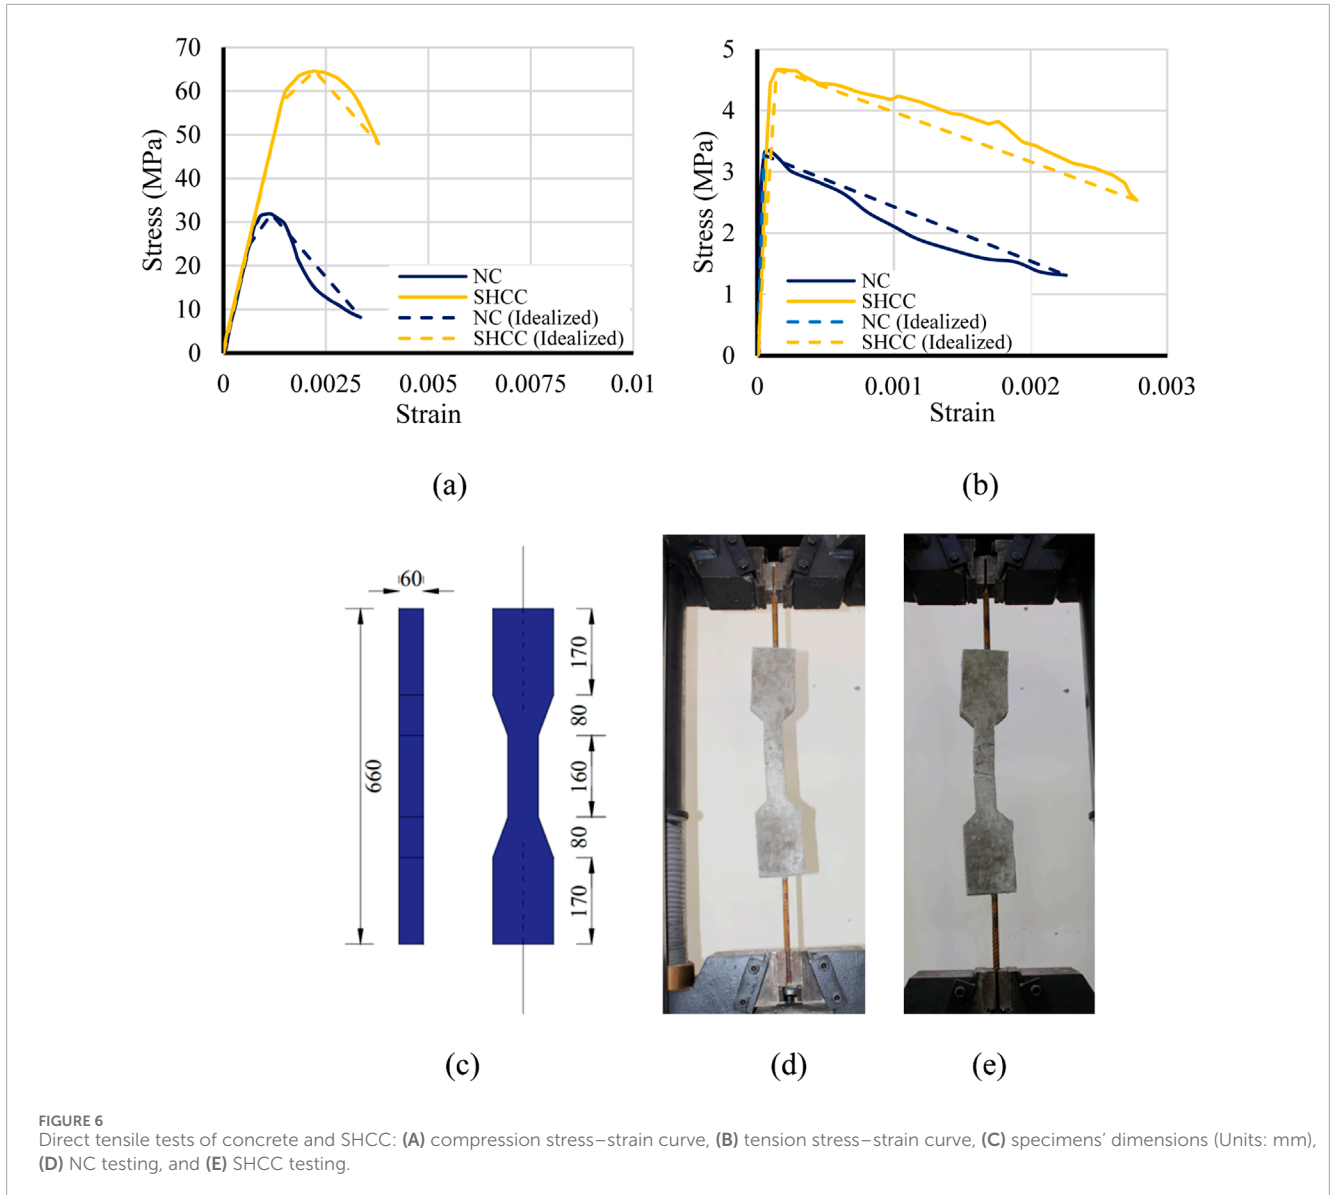 70
60
50
40
30
20
10
0
Stress (MPa)
NC
SHCC
NC (Idealized)
SHCC (Idealized)
0 0.0025 0.005 0.0075 0.01
Strain
(a)
5
4
3
2
1
0
Stress (MPa)
NC
SHCC
NC (Idealized)
SHCC (Idealized)
0 0.001 0.002 0.003
Strain
(b)
60
660
170
80
160
80
170
(c)
(d)
(e)
FIGURE 6
Direct tensile tests of concrete and SHCC: (A) compression stress–strain curve, (B) tension stress–strain curve, (C) specimens' dimensions (Units: mm),
(D) NC testing, and (E) SHCC testing.